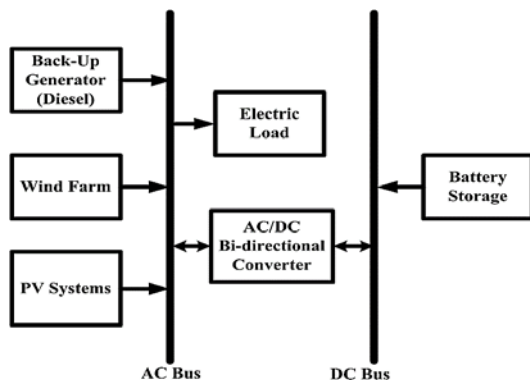 Back-Up
Generator
(Diesel)
Electric
Load
Wind Farm
Battery
Storage
AC/DC
Bi-directional
Converter
PV Systems
AC Bus
DC Bus